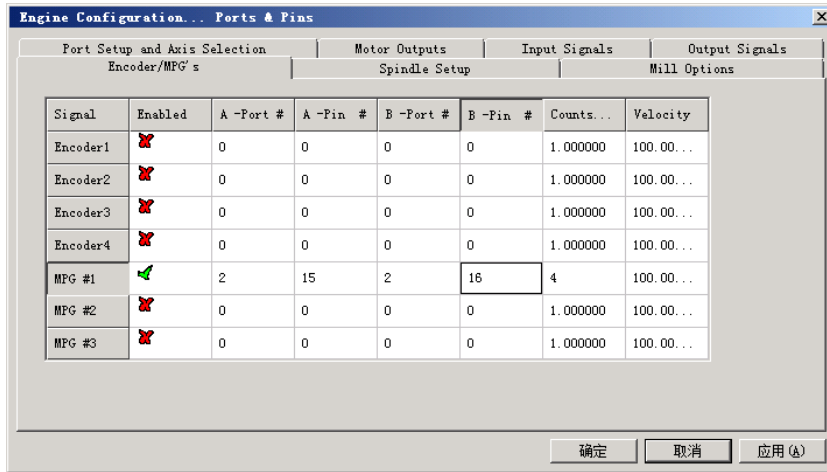 Engine Configuration... Ports & Pins
Port Setup and Axis Selection Motor Outputs Input Signals Output Signals
Encoder/MPG's Spindle Setup Mill Options
Signal Enabled A -Port # A -Pin # B -Port # B -Pin # Counts... Velocity
Encoder1 0 0 0 0 1.000000 100.00...
Encoder2 0 0 0 0 1.000000 100.00...
Encoder3 0 0 0 0 1.000000 100.00...
Encoder4 0 0 0 0 1.000000 100.00...
MPG #1 2 15 2 16 4 100.00...
MPG #2 0 0 0 0 1.000000 100.00...
MPG #3 0 0 0 0 1.000000 100.00...
确定 取消 应用(A)